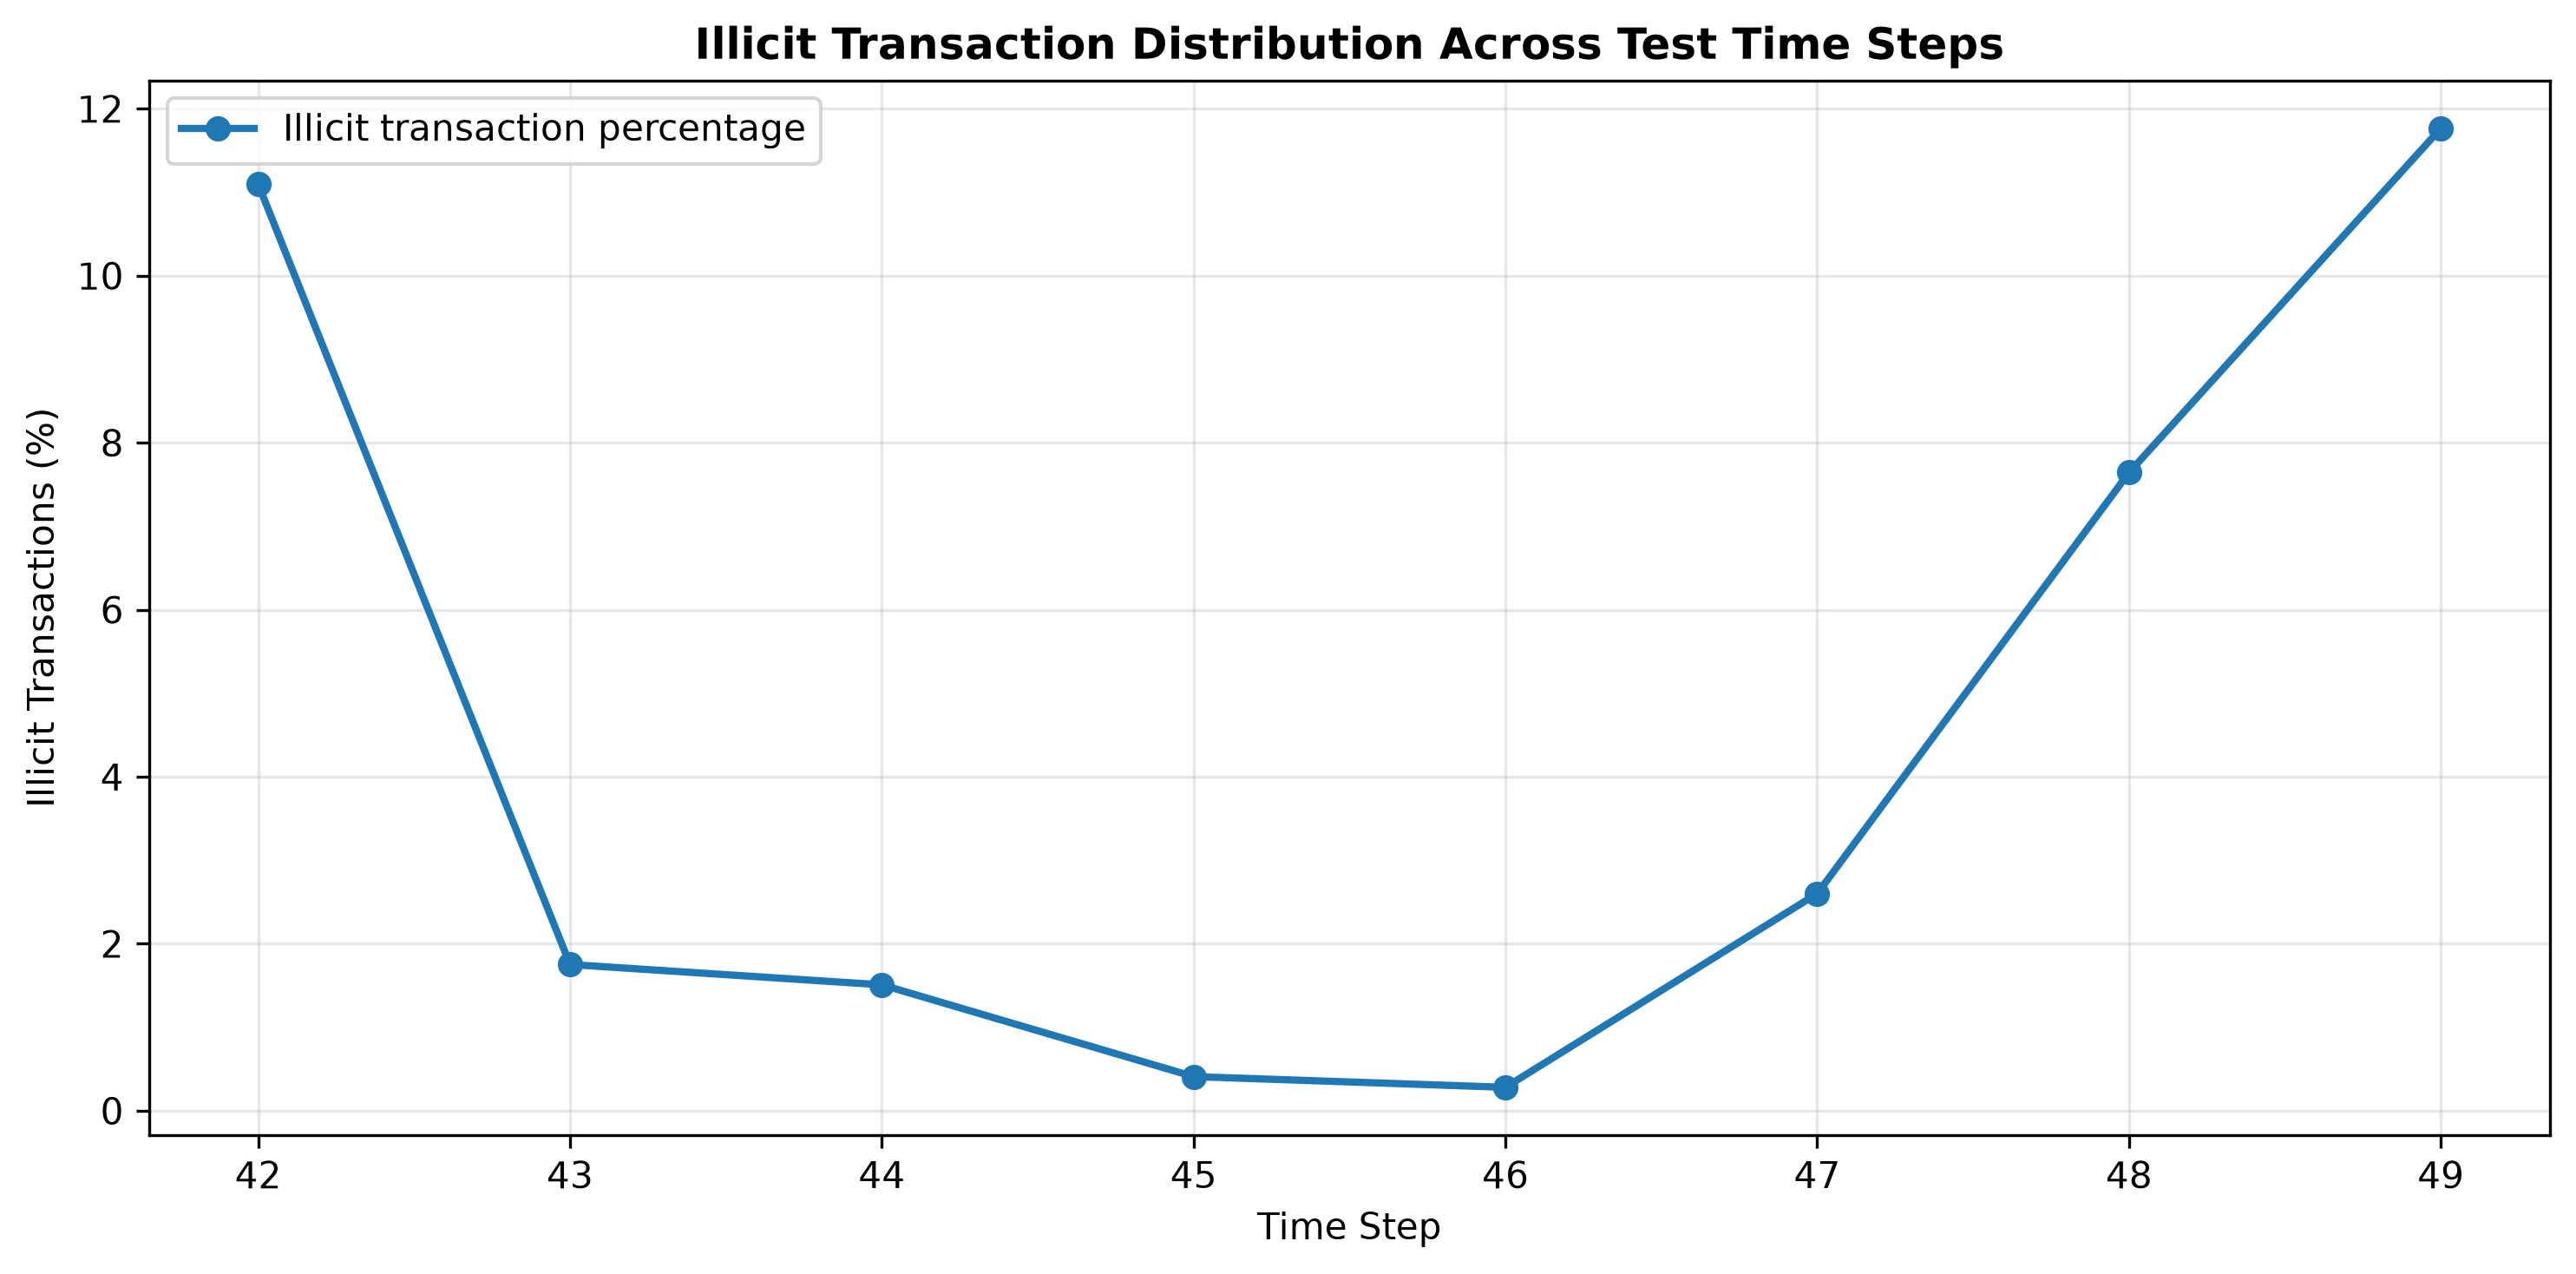 Illicit Transaction Distribution Across Test Time Steps
Illicit transaction percentage
Illicit Transactions (%)
12
10
8
6
4
2
0
42 43 44 45 46 47 48 49
Time Step